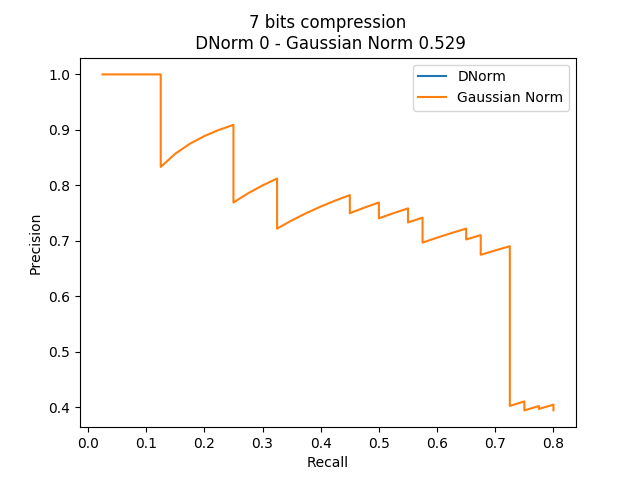 7 bits compression
DNorm 0 - Gaussian Norm 0.529
DNorm
Gaussian Norm
1.0
0.9
0.8
0.7
0.6
0.5
0.4
Precision
0.0 0.1 0.2 0.3 0.4 0.5 0.6 0.7 0.8
Recall